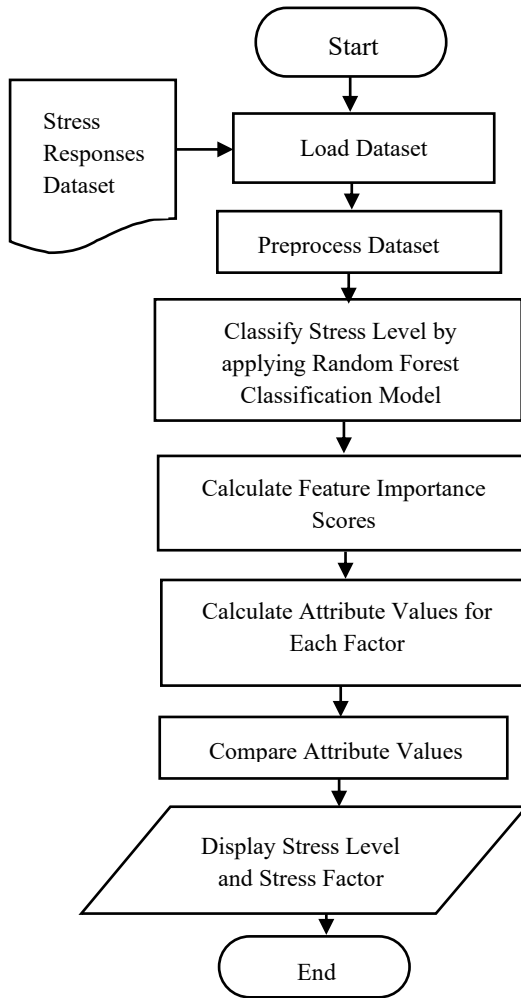 Start
Stress
Responses
Dataset
Load Dataset
Preprocess Dataset
Classify Stress Level by
applying Random Forest
Classification Model
Calculate Feature Importance
Scores
Calculate Attribute Values for
Each Factor
Compare Attribute Values
Display Stress Level
and Stress Factor
End